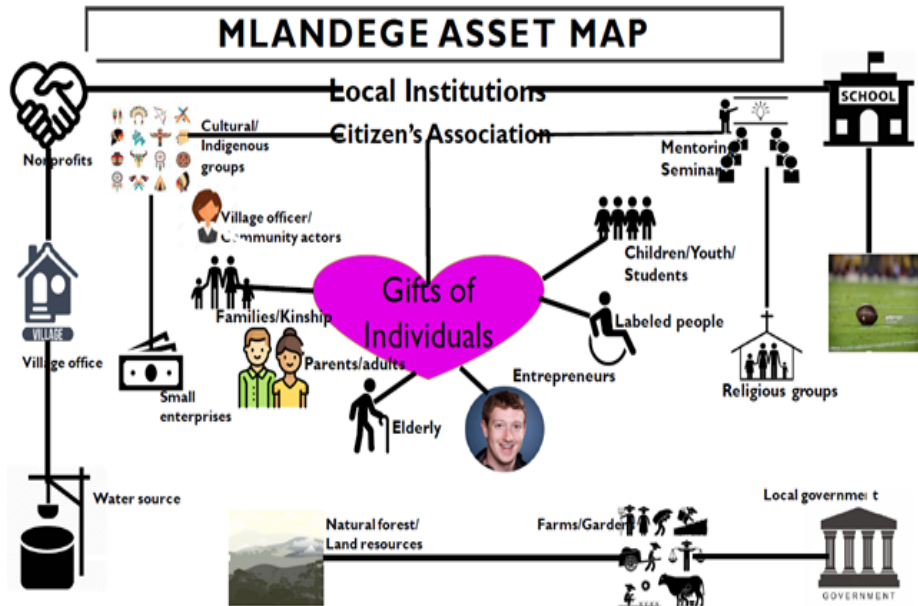 MLANDEGE ASSET MAP
Local Institutions
SCHOOL
Cultural/
Indigenous
groups
Citizen's Association
Nonprofits
Mentoring
Seminar
Village officer/
Community actors
Children/Youth/
Students
Gifts of
Individuals
Families/Kinship
Labeled people
VILLAGE
Village office
Parents/adults
Entrepreneurs
Religious groups
Small
enterprises
Elderly
Water source
Natural forest/
Land resources
Farms/Gardens
Local government
GOVERNMENT